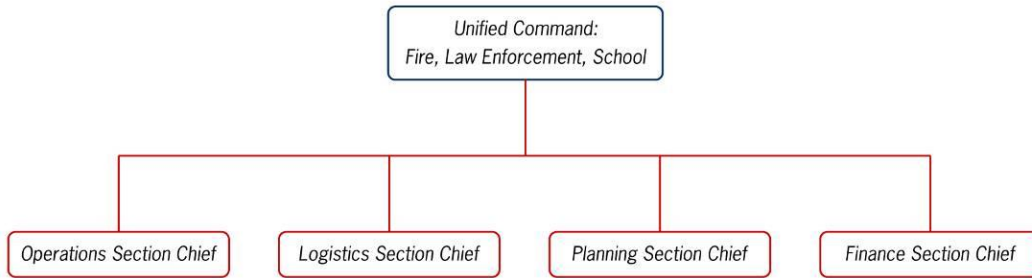 Unified Command:
Fire, Law Enforcement, School
Operations Section Chief
Logistics Section Chief
Planning Section Chief
Finance Section Chief